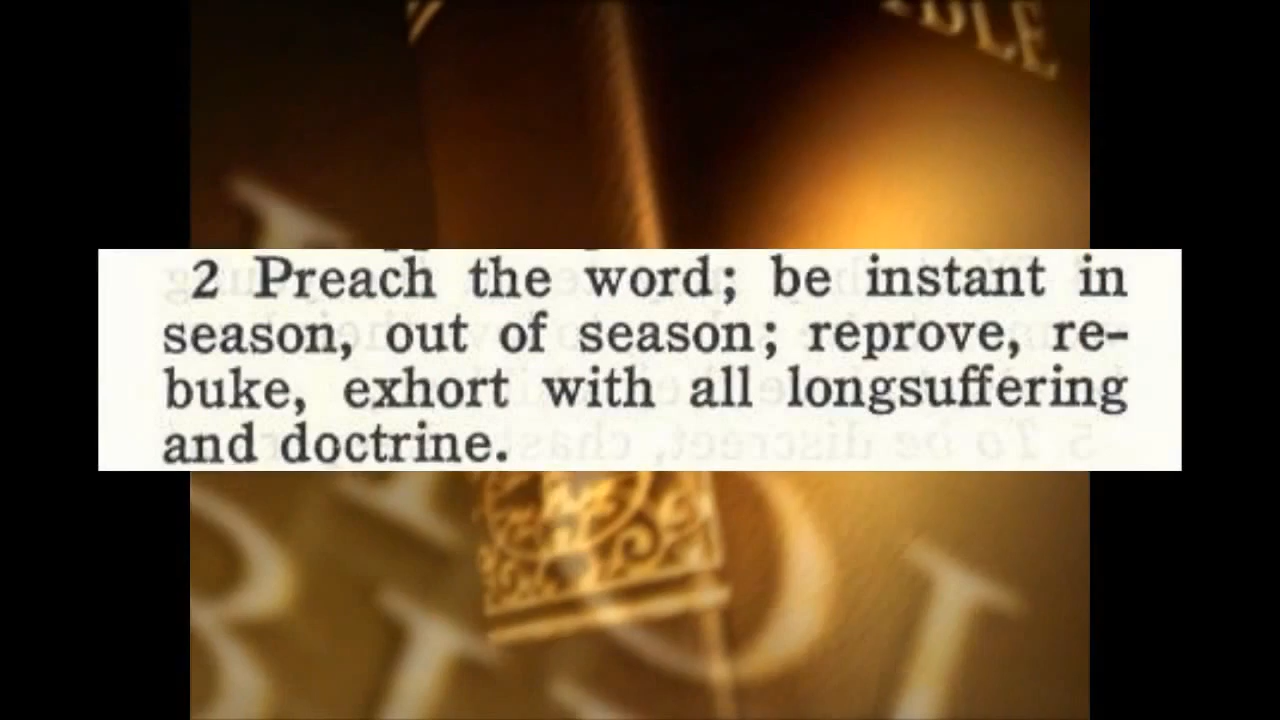 2 Preach the word; be instant in
season, out of season; reprove, re-
buke, exhort with all longsuffering
and doctrine.